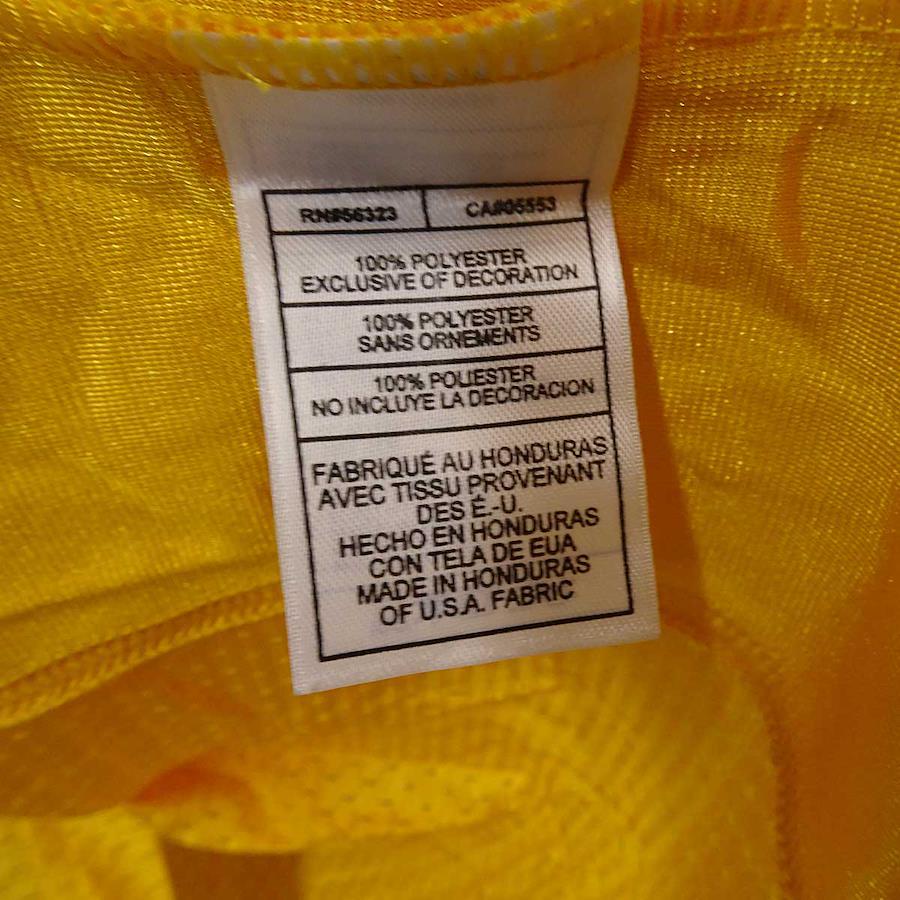 RN#56323 CA#05553
100% POLYESTER
EXCLUSIVE OF DECORATION
100% POLYESTER
SANS ORNEMENTS
100% POLIESTER
NO INCLUYE LA DECORACION
FABRIQUÉ AU HONDURAS
AVEC TISSU PROVENANT
DES É.-U.
HECHO EN HONDURAS
CON TELA DE EUA
MADE IN HONDURAS
OF U.S.A. FABRIC